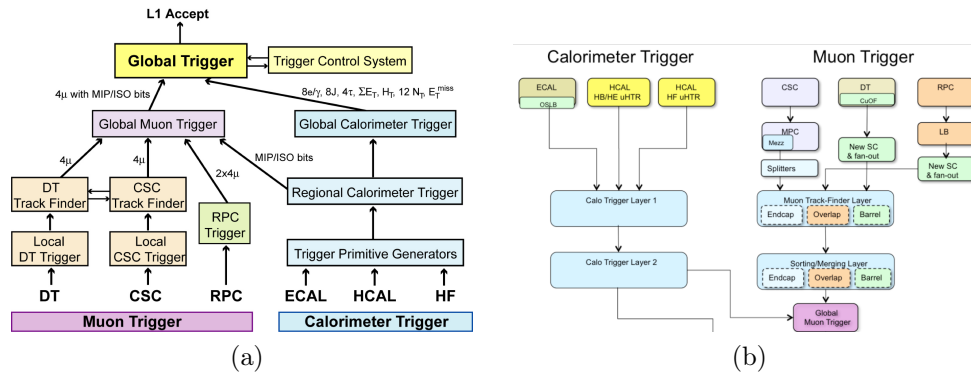 L1 Accept
Global Trigger
Trigger Control System
4μ with MIP/ISO bits
8e/γ, 8J, 4τ, ΣE_T, H_T, 12 N_T, E_T^miss
Global Muon Trigger
Global Calorimeter Trigger
4μ
4μ
2x4μ
MIP/ISO bits
DT
Track Finder
CSC
Track Finder
Regional Calorimeter Trigger
RPC
Trigger
Local
DT Trigger
Local
CSC Trigger
Trigger Primitive Generators
DT
CSC
RPC
ECAL
HCAL
HF
Muon Trigger
Calorimeter Trigger
(a)
Calorimeter Trigger
Muon Trigger
ECAL
OSLB
HCAL
HB/HE uHTR
HCAL
HF uHTR
CSC
DT
CuOF
RPC
MPC
Mezz
LB
New SC
& fan-out
Splitters
New SC
& fan-out
Calo Trigger Layer 1
Muon Track-Finder Layer
Endcap
Overlap
Barrel
Calo Trigger Layer 2
Sorting/Merging Layer
Endcap
Overlap
Barrel
Global
Muon Trigger
(b)